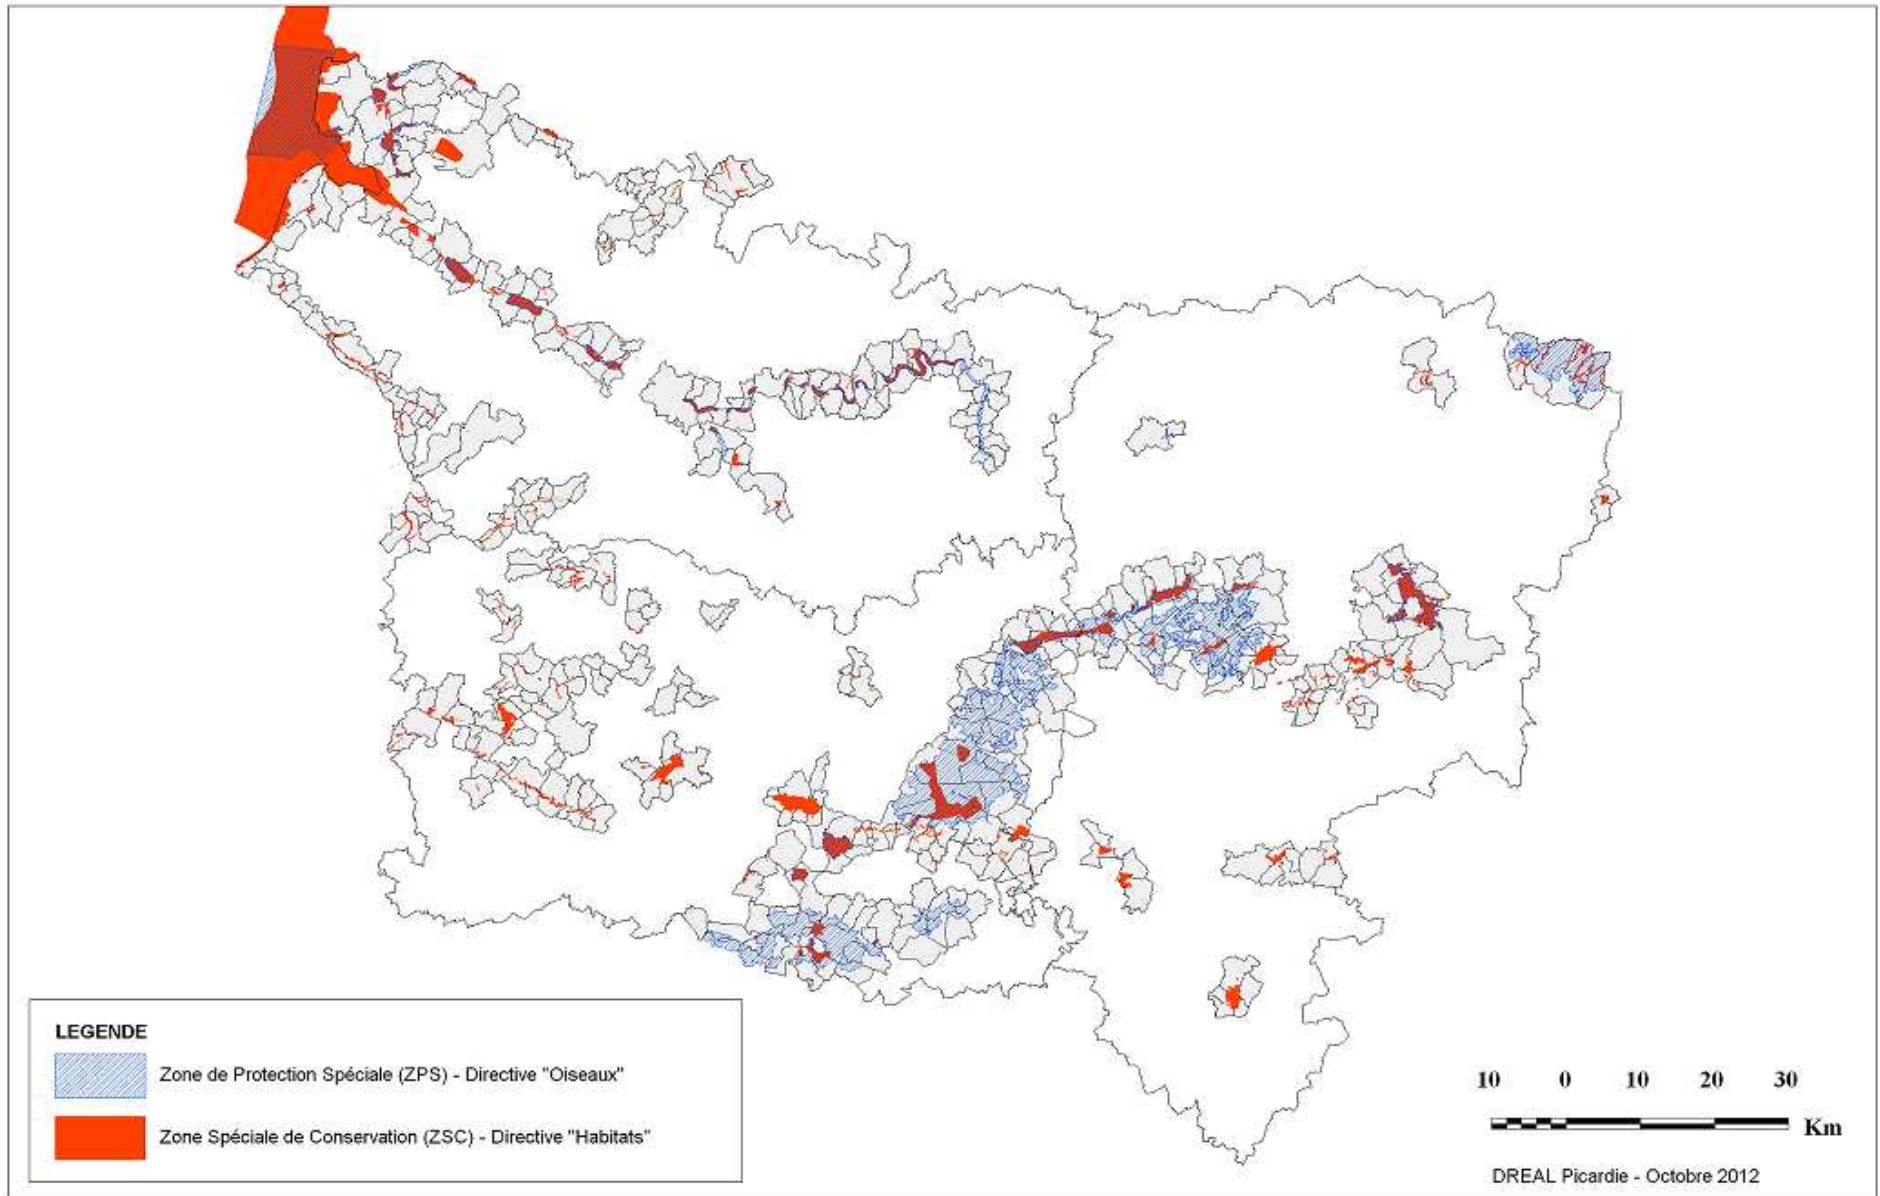 LEGENDE
Zone de Protection Spéciale (ZPS) - Directive "Oiseaux"
Zone Spéciale de Conservation (ZSC) - Directive "Habitats"
10 0 10 20 30
Km
DREAL Picardie - Octobre 2012